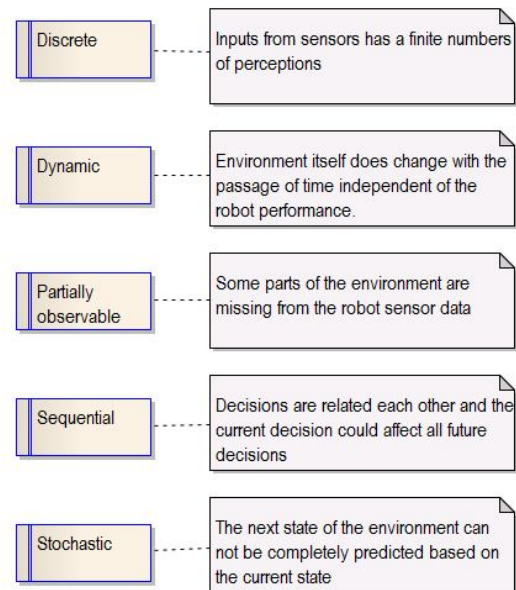 Discrete
Inputs from sensors has a finite numbers
of perceptions
Dynamic
Environment itself does change with the
passage of time independent of the
robot performance.
Partially
observable
Some parts of the environment are
missing from the robot sensor data
Sequential
Decisions are related each other and the
current decision could affect all future
decisions
Stochastic
The next state of the environment can
not be completely predicted based on
the current state